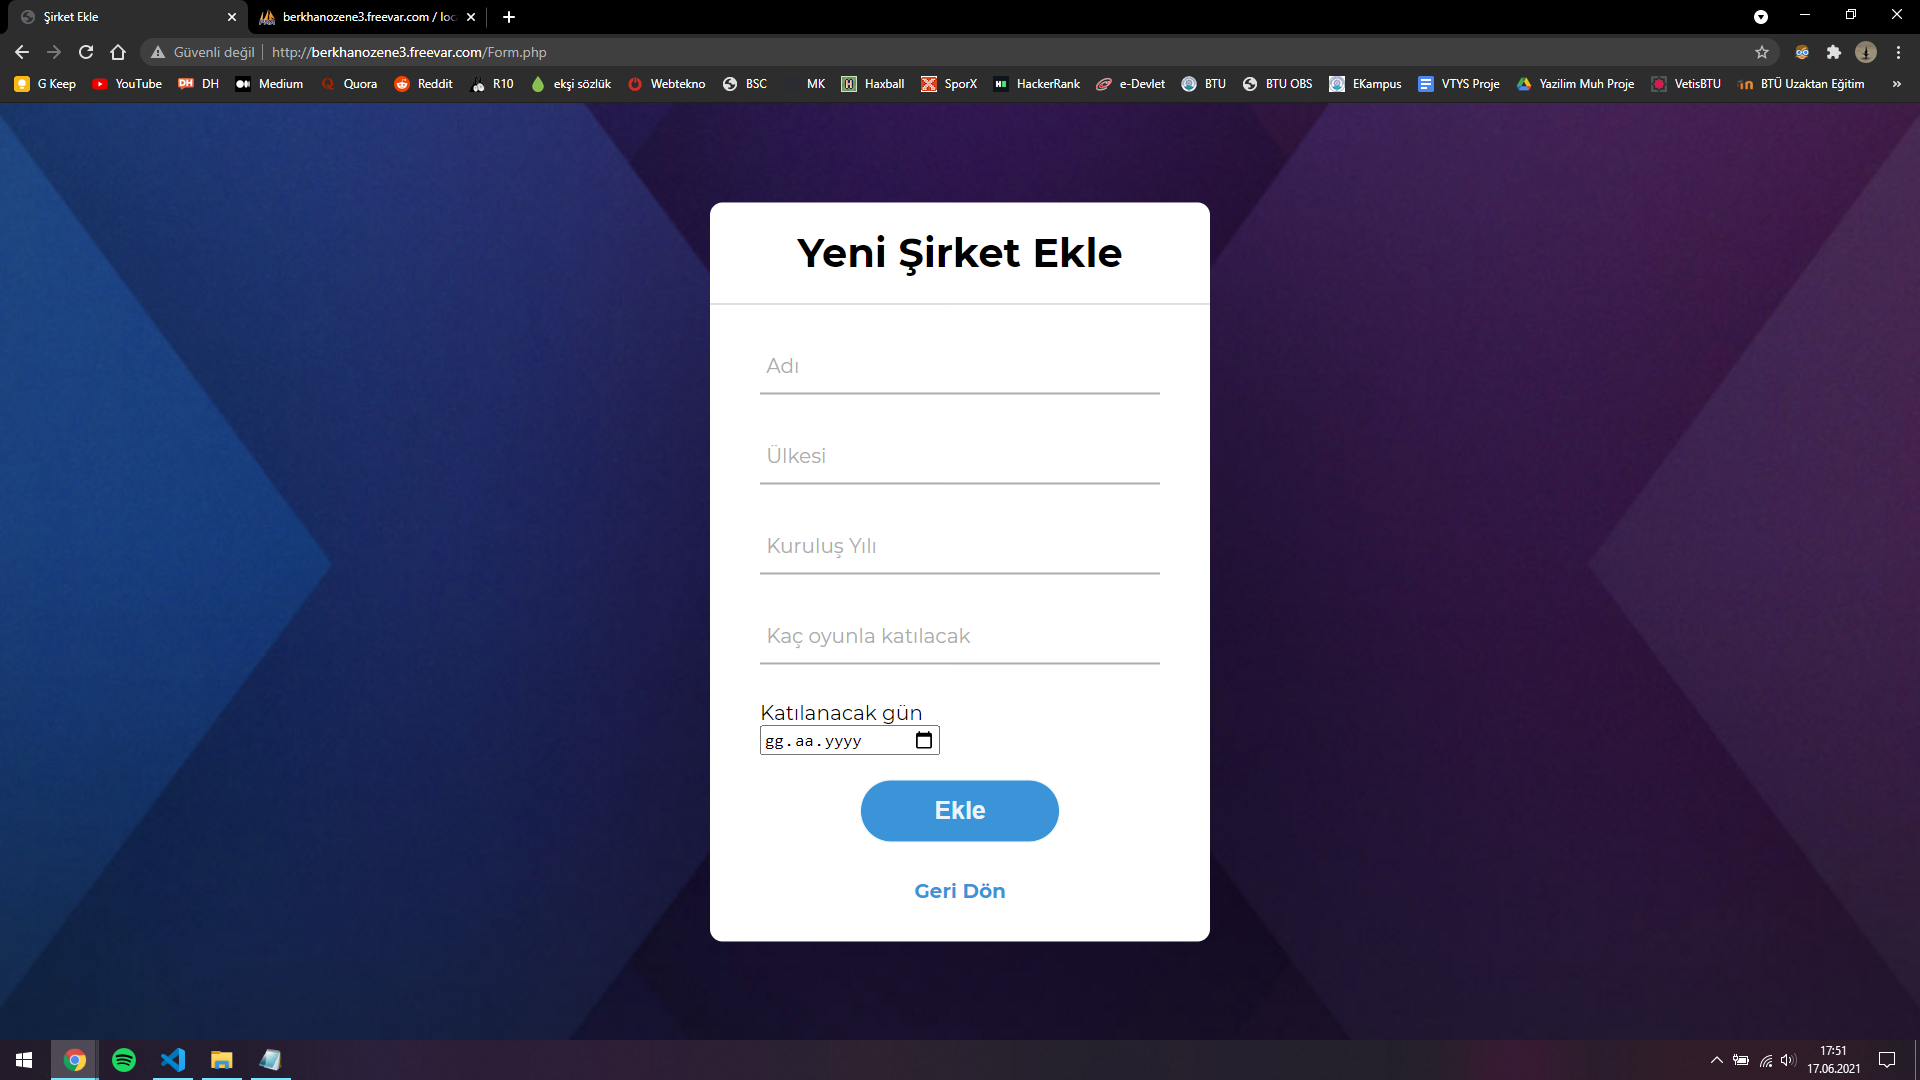 Şirket Ekle
berkhanozene3.freevar.com / loc
Güvenli değil
http://berkhanozene3.freevar.com/Form.php
G Keep
YouTube
DH
DH
Medium
Quora
Reddit
R10
ekşi sözlük
Webtekno
BSC
MK
H
Haxball
SporX
HackerRank
e-Devlet
BTU
BTU OBS
EKampus
VTYS Proje
Yazilim Muh Proje
VetisBTU
BTÜ Uzaktan Eğitim
Yeni Şirket Ekle
Adı
Ülkesi
Kuruluş Yılı
Kaç oyunla katılacak
Katılanacak gün
gg.aa.yyyy
Ekle
Geri Dön
17:51
17.06.2021